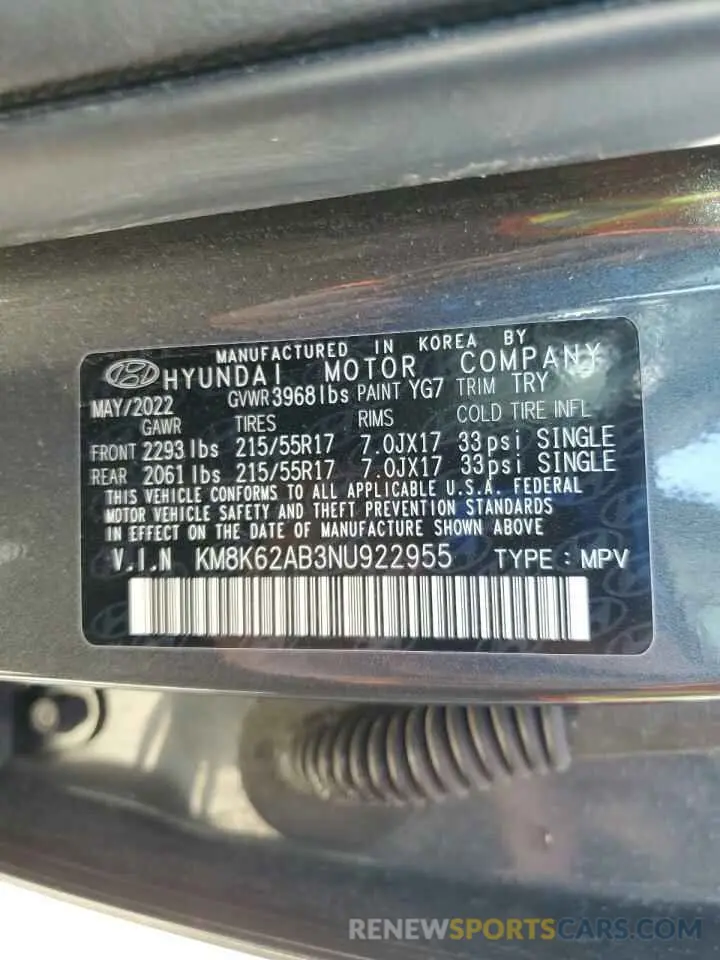 MANUFACTURED IN KOREA BY
HYUNDAI MOTOR COMPANY
MAY/2022 GVWR 3968 lbs PAINT YG7 TRIM TRY
GAWR TIRES RIMS COLD TIRE INFL
FRONT 2293 lbs 215/55R17 7.0JX17 33psi SINGLE
REAR 2061 lbs 215/55R17 7.0JX17 33psi SINGLE
THIS VEHICLE CONFORMS TO ALL APPLICABLE U.S.A. FEDERAL
MOTOR VEHICLE SAFETY AND THEFT PREVENTION STANDARDS
IN EFFECT ON THE DATE OF MANUFACTURE SHOWN ABOVE
V.I.N KM8K62AB3NU922955 TYPE : MPV
RENEWSPORTSCARS.COM